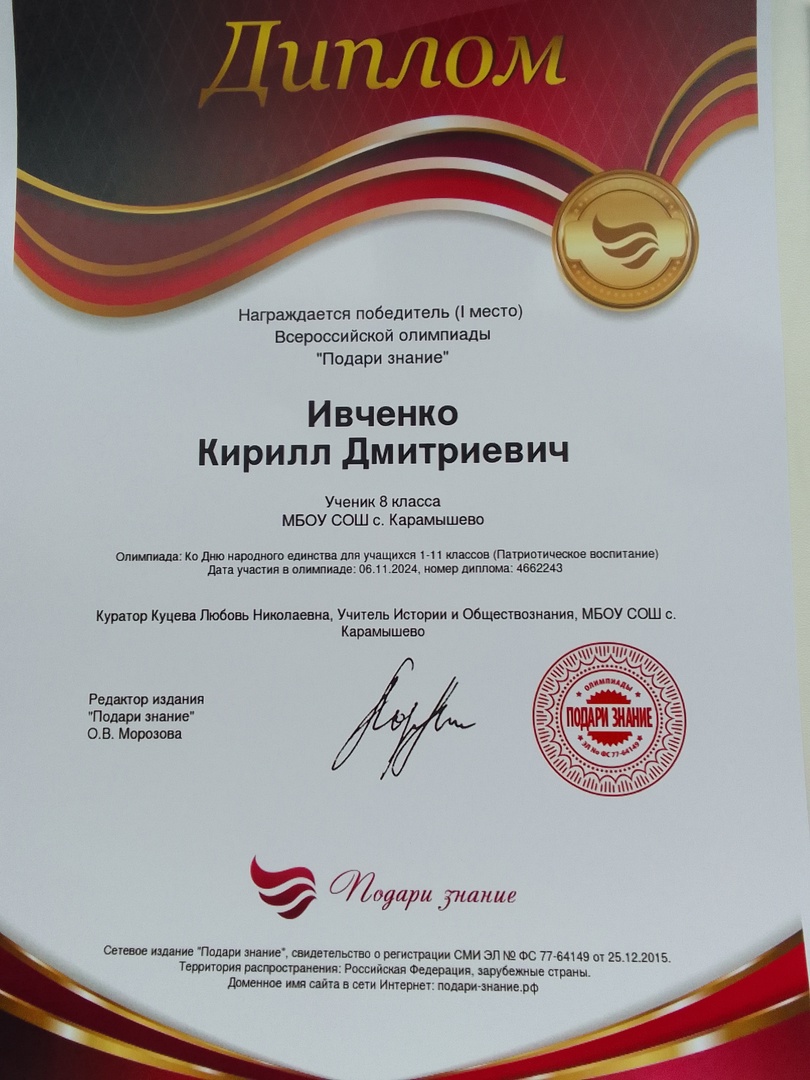 Диплом
Награждается победитель (I место)
Всероссийской олимпиады
"Подари знание"
Ивченко
Кирилл Дмитриевич
Ученик 8 класса
МБОУ СОШ с. Карамышево
Олимпиада: Ко Дню народного единства для учащихся 1-11 классов (Патриотическое воспитание)
Дата участия в олимпиаде: 06.11.2024, номер диплома: 4662243
Куратор Куцева Любовь Николаевна, Учитель Истории и Обществознания, МБОУ СОШ с.
Карамышево
Редактор издания
"Подари знание"
О.В. Морозова
ОЛИМПИАДЫ
ПОДАРИ ЗНАНИЕ
ЭЛ № ФС 77-64149
Подари знание
Сетевое издание "Подари знание", свидетельство о регистрации СМИ ЭЛ № ФС 77-64149 от 25.12.2015.
Территория распространения: Российская Федерация, зарубежные страны.
Доменное имя сайта в сети Интернет: подари-знание.рф